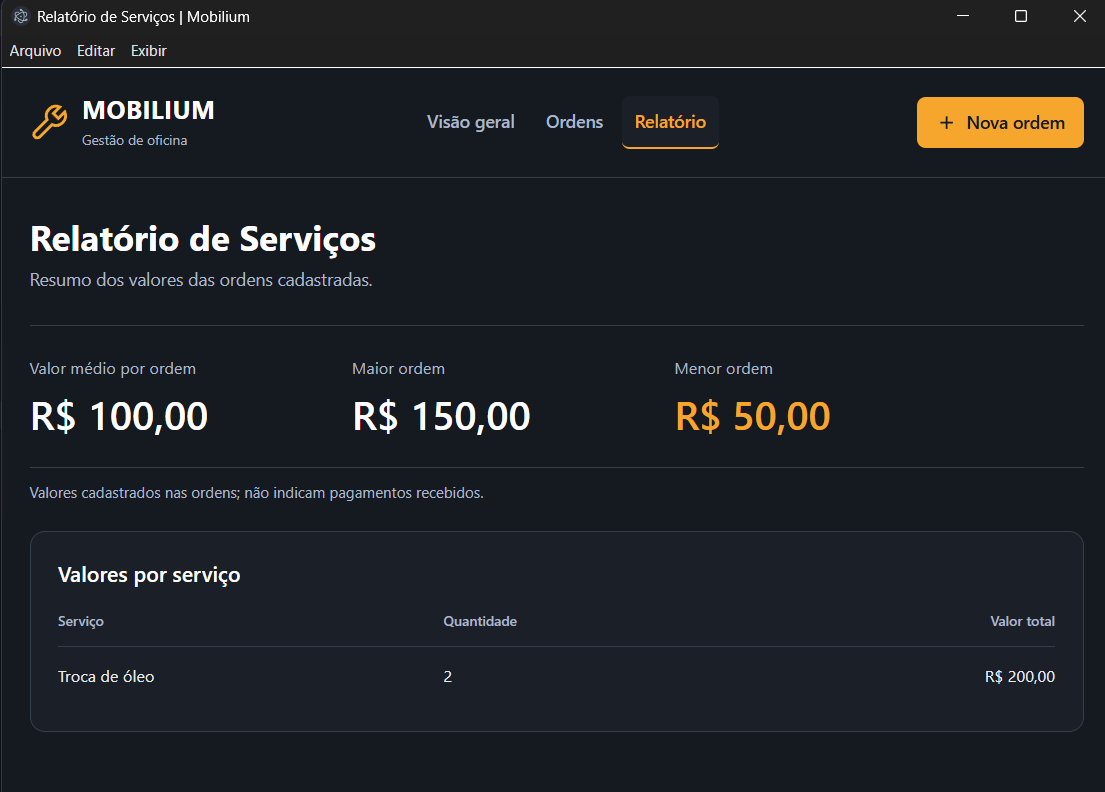 Relatório de Serviços | Mobilium
Arquivo Editar Exibir
MOBILIUM
Gestão de oficina
Visão geral Ordens Relatório
+ Nova ordem
Relatório de Serviços
Resumo dos valores das ordens cadastradas.
Valor médio por ordem Maior ordem Menor ordem
R$ 100,00 R$ 150,00 R$ 50,00
Valores cadastrados nas ordens; não indicam pagamentos recebidos.
Valores por serviço
Serviço Quantidade Valor total
Troca de óleo 2 R$ 200,00